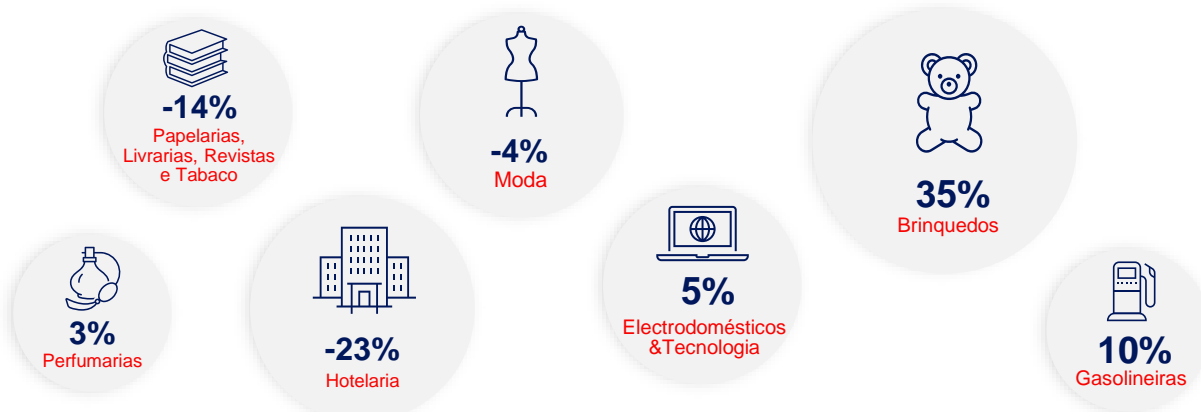 -14%
Papelarias,
Livrarias, Revistas
e Tabaco
-4%
Moda
35%
Brinquedos
3%
Perfumarias
-23%
Hotelaria
5%
Electrodomésticos
&Tecnologia
10%
Gasolineiras